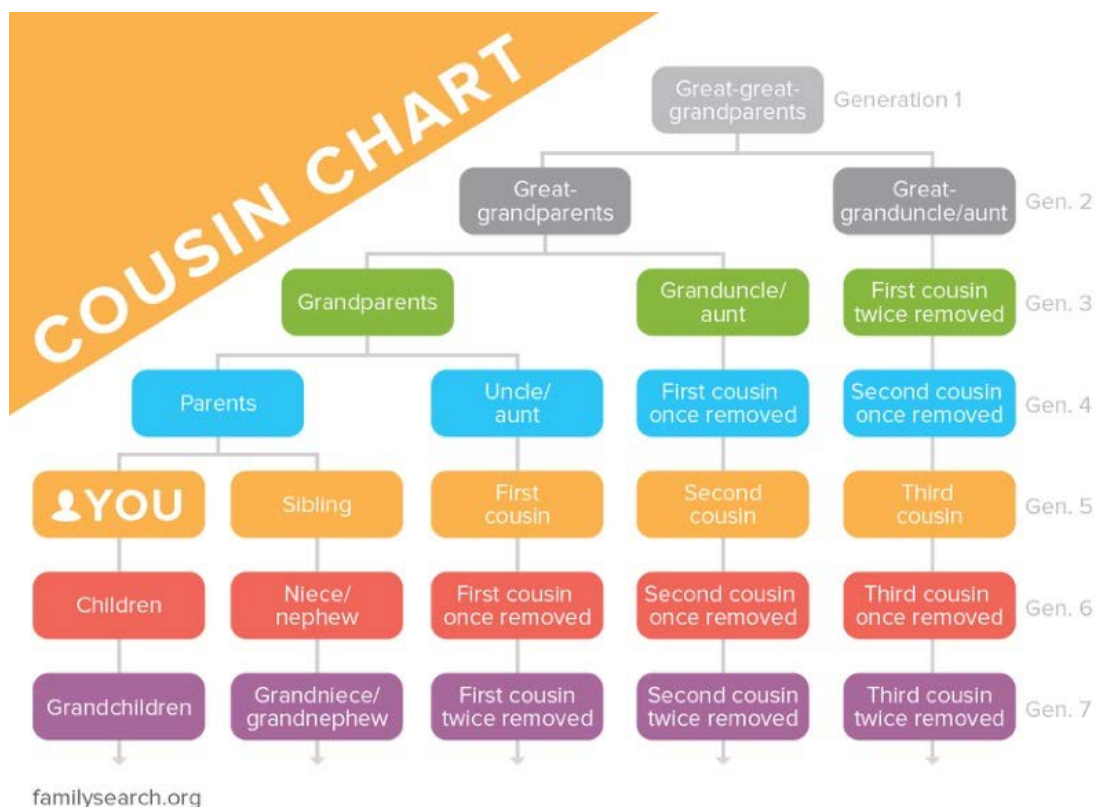 COUSIN CHART
Great-great-
grandparents
Generation 1
Great-
grandparents
Great-
granduncle/aunt
Gen. 2
Grandparents
Granduncle/
aunt
First cousin
twice removed
Gen. 3
Parents
Uncle/
aunt
First cousin
once removed
Second cousin
once removed
Gen. 4
YOU
Sibling
First
cousin
Second
cousin
Third
cousin
Gen. 5
Children
Niece/
nephew
First cousin
once removed
Second cousin
once removed
Third cousin
once removed
Gen. 6
Grandchildren
Grandniece/
grandnephew
First cousin
twice removed
Second cousin
twice removed
Third cousin
twice removed
Gen. 7
familysearch.org